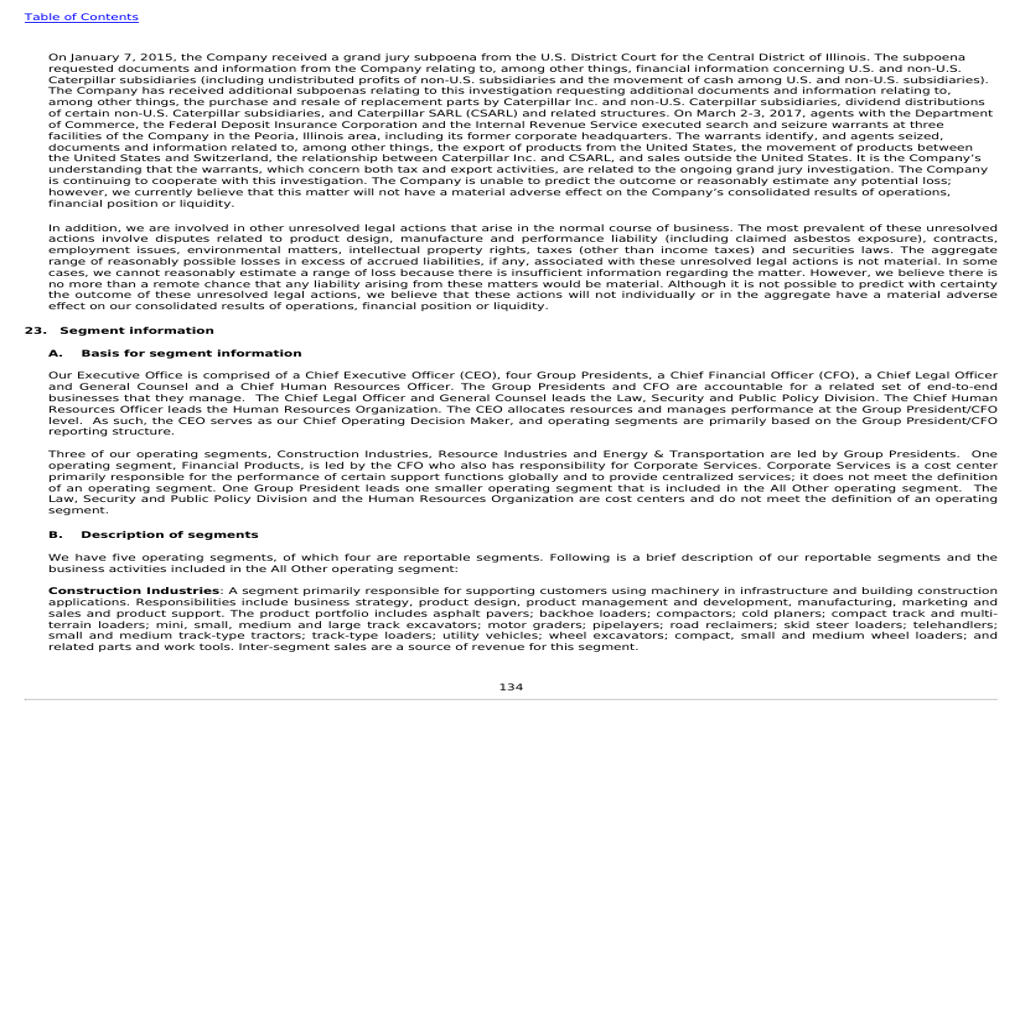 Table of Contents
On January 7, 2015, the Company received a grand jury subpoena from the U.S. District Court for the Central District of Illinois. The subpoena
requested documents and information from the Company relating to, among other things, financial information concerning U.S. and non-U.S.
Caterpillar subsidiaries (including undistributed profits of non-U.S. subsidiaries and the movement of cash among U.S. and non-U.S. subsidiaries).
The Company has received additional subpoenas relating to this investigation requesting additional documents and information relating to,
among other things, the purchase and resale of replacement parts by Caterpillar Inc. and non-U.S. Caterpillar subsidiaries, dividend distributions
of certain non-U.S. Caterpillar subsidiaries, and Caterpillar SARL (CSARL) and related structures. On March 2-3, 2017, agents with the Department
of Commerce, the Federal Deposit Insurance Corporation and the Internal Revenue Service executed search and seizure warrants at three
facilities of the Company in the Peoria, Illinois area, including its former corporate headquarters. The warrants identify, and agents seized,
documents and information related to, among other things, the export of products from the United States, the movement of products between
the United States and Switzerland, the relationship between Caterpillar Inc. and CSARL, and sales outside the United States. It is the Company's
understanding that the warrants, which concern both tax and export activities, are related to the ongoing grand jury investigation. The Company
is continuing to cooperate with this investigation. The Company is unable to predict the outcome or reasonably estimate any potential loss;
however, we currently believe that this matter will not have a material adverse effect on the Company's consolidated results of operations,
financial position or liquidity.
In addition, we are involved in other unresolved legal actions that arise in the normal course of business. The most prevalent of these unresolved
actions involve disputes related to product design, manufacture and performance liability (including claimed asbestos exposure), contracts,
employment issues, environmental matters, intellectual property rights, taxes (other than income taxes) and securities laws. The aggregate
range of reasonably possible losses in excess of accrued liabilities, if any, associated with these unresolved legal actions is not material. In some
cases, we cannot reasonably estimate a range of loss because there is insufficient information regarding the matter. However, we believe there is
no more than a remote chance that any liability arising from these matters would be material. Although it is not possible to predict with certainty
the outcome of these unresolved legal actions, we believe that these actions will not individually or in the aggregate have a material adverse
effect on our consolidated results of operations, financial position or liquidity.
23. Segment information
A. Basis for segment information
Our Executive Office is comprised of a Chief Executive Officer (CEO), four Group Presidents, a Chief Financial Officer (CFO), a Chief Legal Officer
and General Counsel and a Chief Human Resources Officer. The Group Presidents and CFO are accountable for a related set of end-to-end
businesses that they manage. The Chief Legal Officer and General Counsel leads the Law, Security and Public Policy Division. The Chief Human
Resources Officer leads the Human Resources Organization. The CEO allocates resources and manages performance at the Group President/CFO
level. As such, the CEO serves as our Chief Operating Decision Maker, and operating segments are primarily based on the Group President/CFO
reporting structure.
Three of our operating segments, Construction Industries, Resource Industries and Energy & Transportation are led by Group Presidents. One
operating segment, Financial Products, is led by the CFO who also has responsibility for Corporate Services. Corporate Services is a cost center
primarily responsible for the performance of certain support functions globally and to provide centralized services; it does not meet the definition
of an operating segment. One Group President leads one smaller operating segment that is included in the All Other operating segment. The
Law, Security and Public Policy Division and the Human Resources Organization are cost centers and do not meet the definition of an operating
segment.
B. Description of segments
We have five operating segments, of which four are reportable segments. Following is a brief description of our reportable segments and the
business activities included in the All Other operating segment:
Construction Industries: A segment primarily responsible for supporting customers using machinery in infrastructure and building construction
applications. Responsibilities include business strategy, product design, product management and development, manufacturing, marketing and
sales and product support. The product portfolio includes asphalt pavers; backhoe loaders; compactors; cold planers; compact track and multi-
terrain loaders; mini, small, medium and large track excavators; motor graders; pipelayers; road reclaimers; skid steer loaders; telehandlers;
small and medium track-type tractors; track-type loaders; utility vehicles; wheel excavators; compact, small and medium wheel loaders; and
related parts and work tools. Inter-segment sales are a source of revenue for this segment.
134